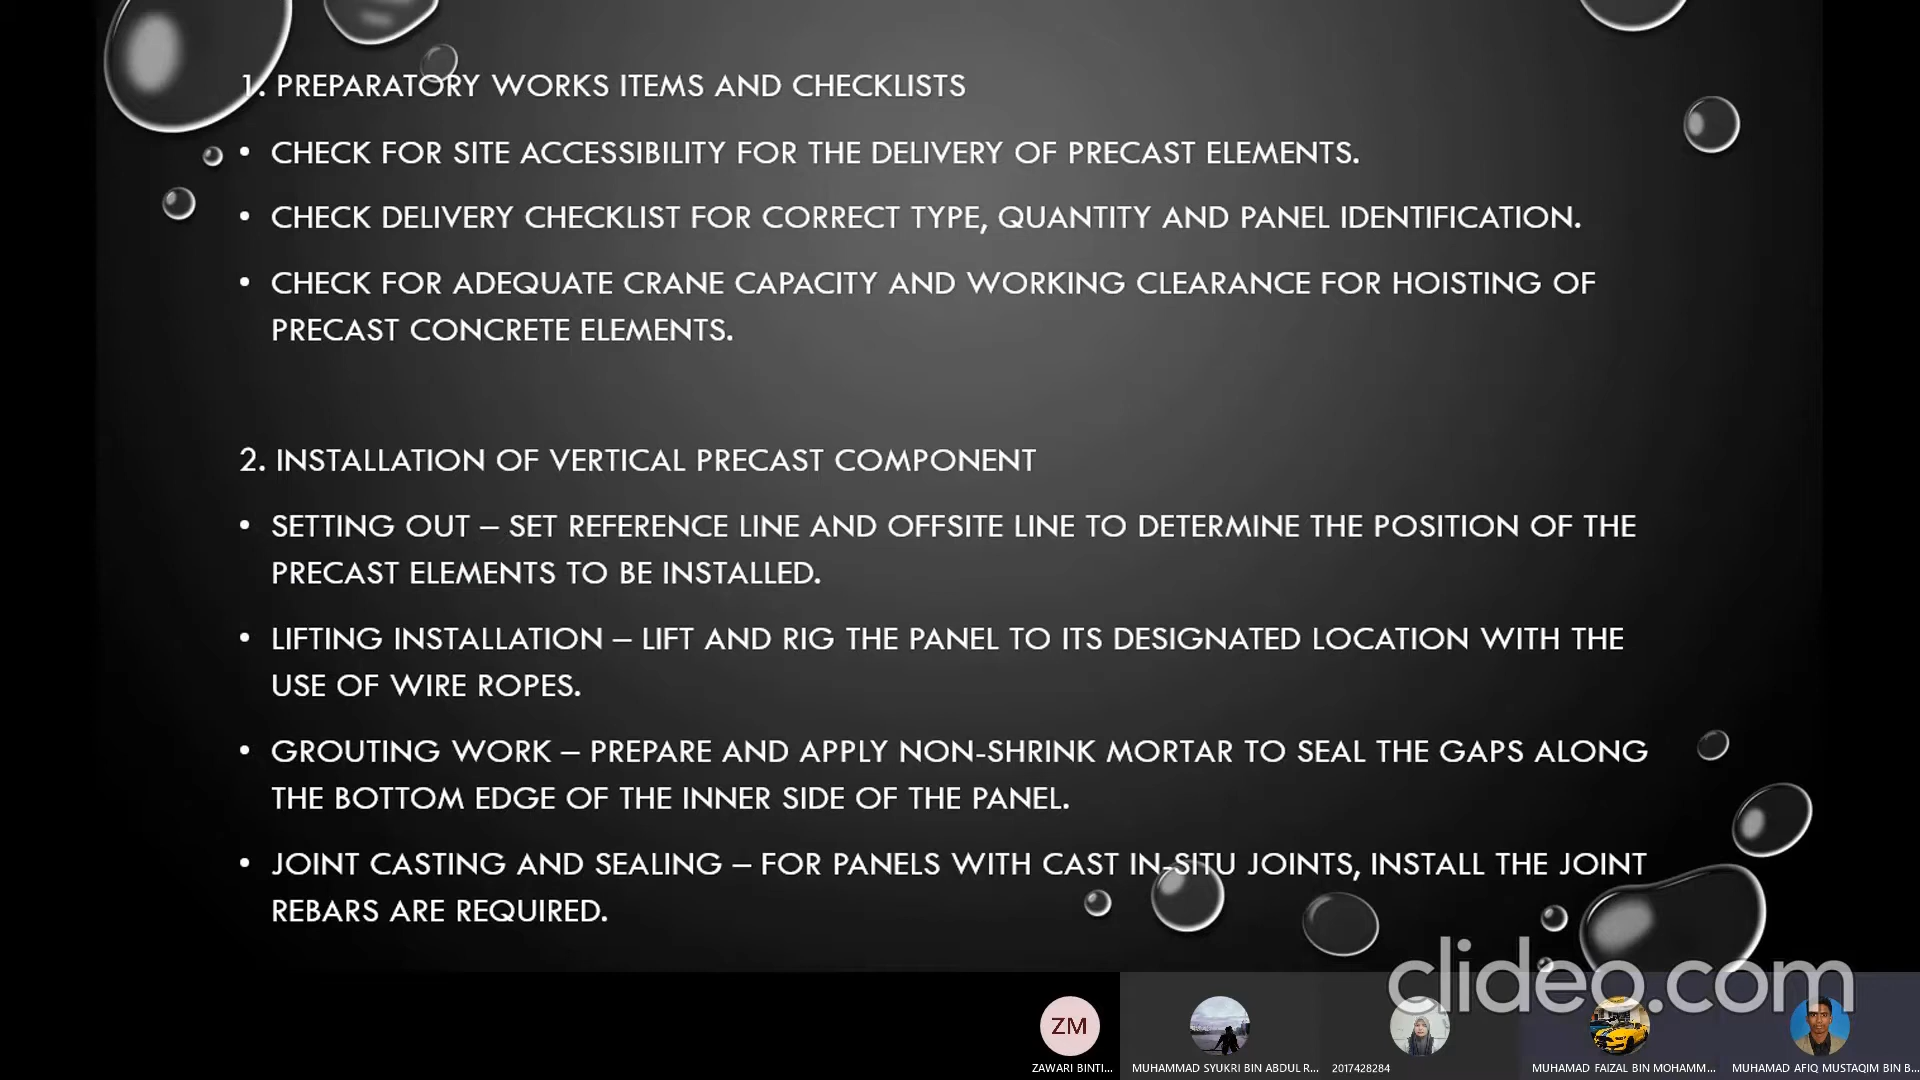 1. PREPARATORY WORKS ITEMS AND CHECKLISTS
• CHECK FOR SITE ACCESSIBILITY FOR THE DELIVERY OF PRECAST ELEMENTS.
• CHECK DELIVERY CHECKLIST FOR CORRECT TYPE, QUANTITY AND PANEL IDENTIFICATION.
• CHECK FOR ADEQUATE CRANE CAPACITY AND WORKING CLEARANCE FOR HOISTING OF
PRECAST CONCRETE ELEMENTS.
2. INSTALLATION OF VERTICAL PRECAST COMPONENT
• SETTING OUT – SET REFERENCE LINE AND OFFSITE LINE TO DETERMINE THE POSITION OF THE
PRECAST ELEMENTS TO BE INSTALLED.
• LIFTING INSTALLATION – LIFT AND RIG THE PANEL TO ITS DESIGNATED LOCATION WITH THE
USE OF WIRE ROPES.
• GROUTING WORK – PREPARE AND APPLY NON-SHRINK MORTAR TO SEAL THE GAPS ALONG
THE BOTTOM EDGE OF THE INNER SIDE OF THE PANEL.
• JOINT CASTING AND SEALING – FOR PANELS WITH CAST IN-SITU JOINTS, INSTALL THE JOINT
REBARS ARE REQUIRED.
clideo.com
ZM
ZAWARI BINTI...
MUHAMMAD SYUKRI BIN ABDUL R...
2017428284
MUHAMAD FAIZAL BIN MOHAMM...
MUHAMAD AFIQ MUSTAQIM BIN B...